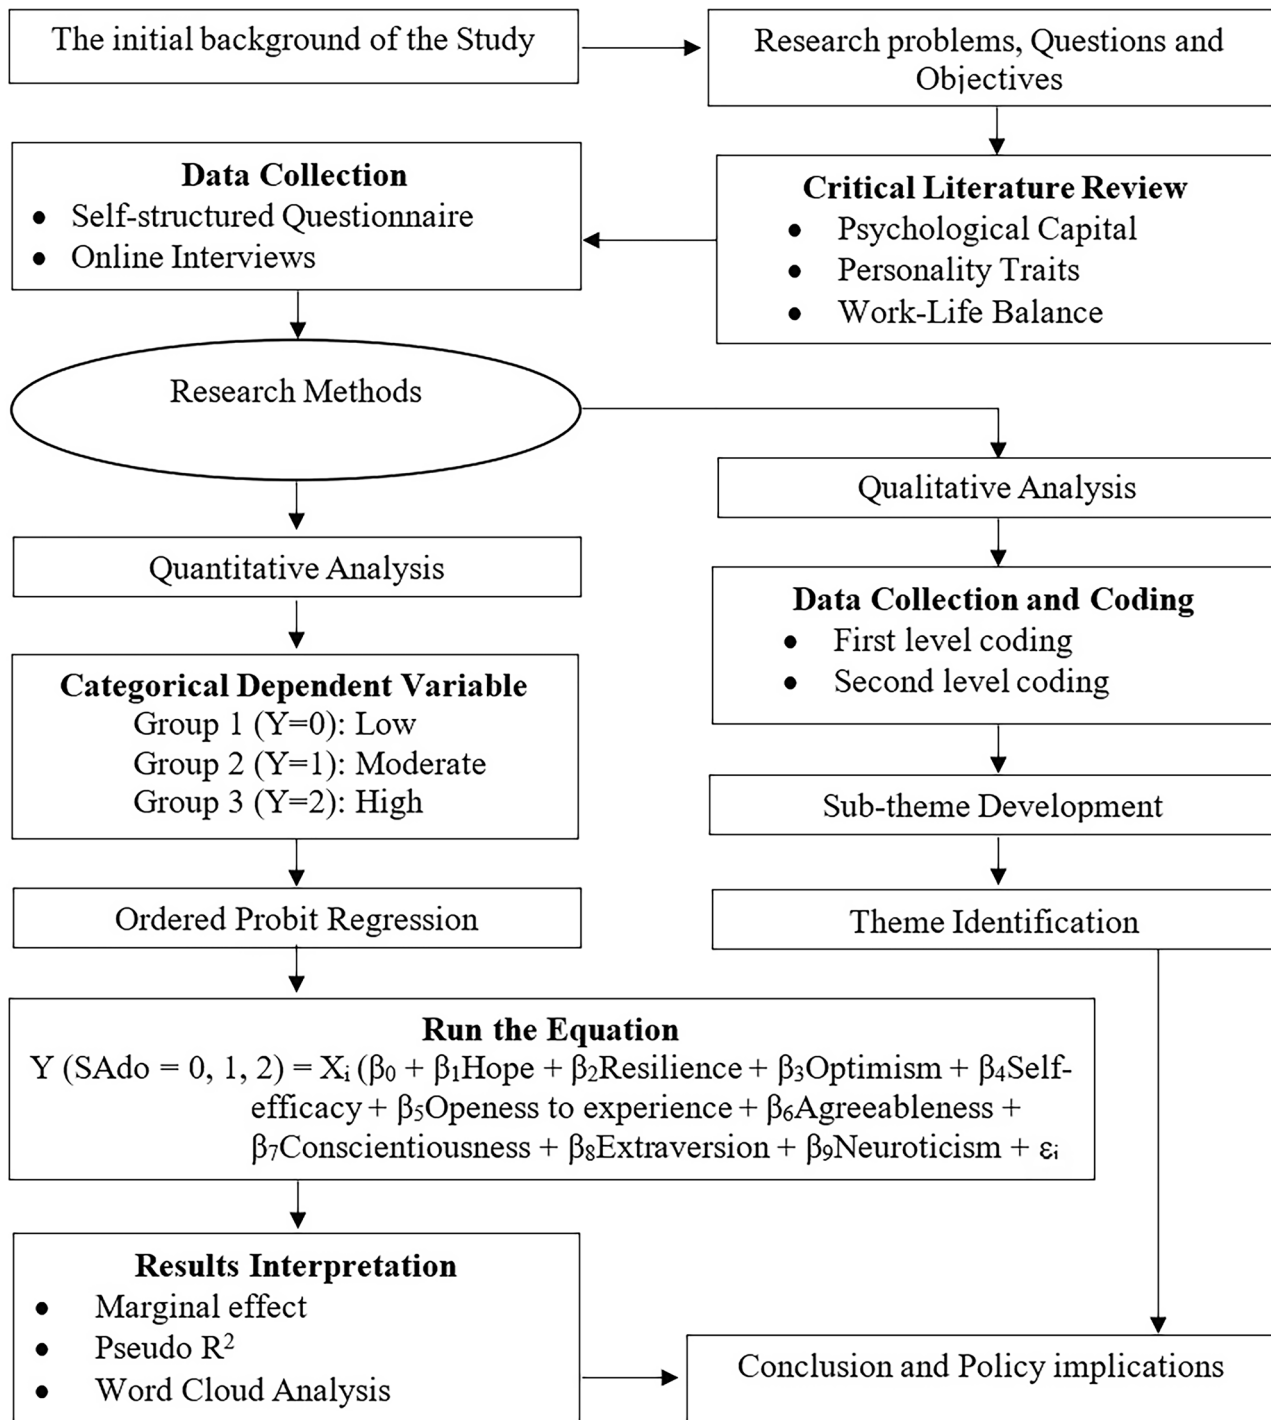 The initial background of the Study
Research problems, Questions and
Objectives
Critical Literature Review
• Psychological Capital
• Personality Traits
• Work-Life Balance
Data Collection
• Self-structured Questionnaire
• Online Interviews
Research Methods
Qualitative Analysis
Data Collection and Coding
• First level coding
• Second level coding
Sub-theme Development
Theme Identification
Quantitative Analysis
Categorical Dependent Variable
Group 1 (Y=0): Low
Group 2 (Y=1): Moderate
Group 3 (Y=2): High
Ordered Probit Regression
Run the Equation
Y (SAdo = 0, 1, 2) = Xᵢ (β₀ + β₁Hope + β₂Resilience + β₃Optimism + β₄Self-
efficacy + β₅Openess to experience + β₆Agreeableness +
β₇Conscientiousness + β₈Extraversion + β₉Neuroticism + εᵢ
Results Interpretation
• Marginal effect
• Pseudo R²
• Word Cloud Analysis
Conclusion and Policy implications